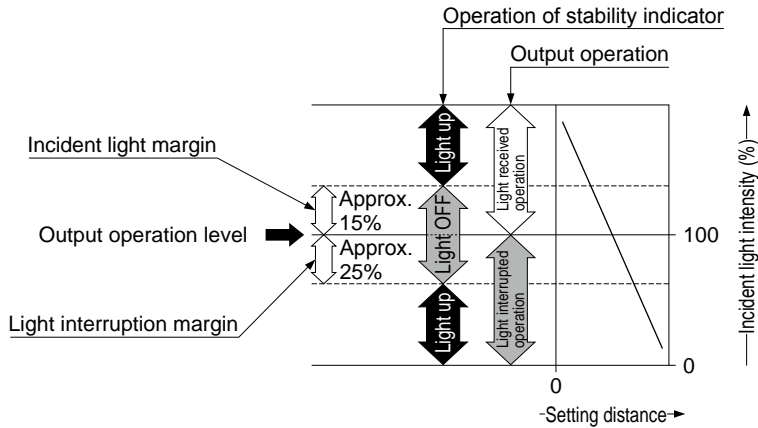 Operation of stability indicator
Output operation
Incident light margin
Light up
Light received
operation
Approx.
15%
Light OFF
Output operation level
Approx.
25%
100
Light interruption margin
Light up
Light interrupted
operation
0
0
Setting distance
Incident light intensity (%)